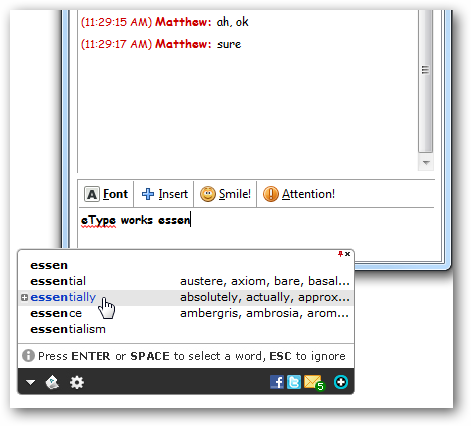 (11:29:15 AM) Matthew: ah, ok
(11:29:17 AM) Matthew: sure
A Font Insert Smile! Attention!
eType works essen
essen
essential austere, axiom, bare, basal...
essentially absolutely, actually, approx...
essence ambergris, ambrosia, arom...
essentialism
Press ENTER or SPACE to select a word, ESC to ignore
5